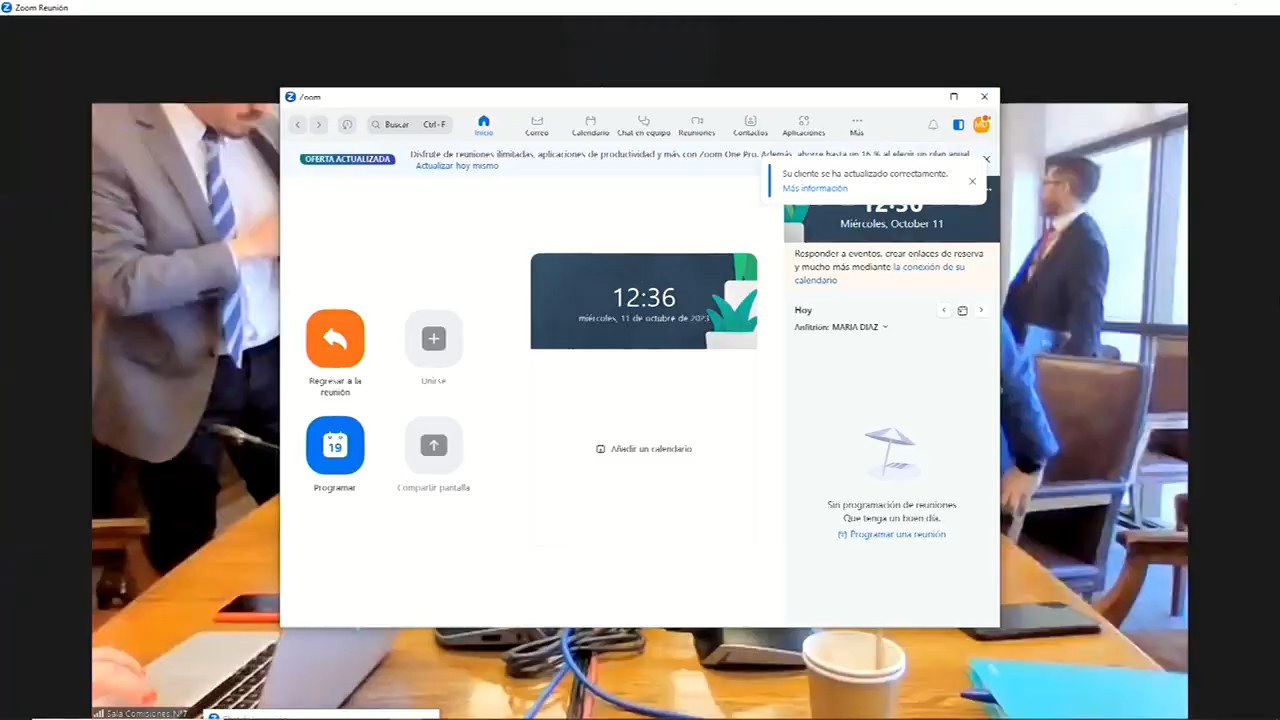 Zoom Reunión
Zoom
Buscar Ctrl+F
Inicio
Correo
Calendario
Chat en equipo
Reuniones
Contactos
Aplicaciones
Más
OFERTA ACTUALIZADA
Disfrute de reuniones ilimitadas, aplicaciones de productividad y más con Zoom One Pro. Además, ahorre hasta un 16 % al elegir un plan anual.
Actualizar hoy mismo
Su cliente se ha actualizado correctamente.
Más información
12:36
Miércoles, October 11
Responder a eventos, crear enlaces de reserva
y mucho más mediante la conexión de su
calendario
Hoy
Anfitrión: MARIA DIAZ
12:36
miércoles, 11 de octubre de 2023
Regresar a la
reunión
Unirse
19
Programar
Compartir pantalla
Añadir un calendario
Sin programación de reuniones
Que tenga un buen día.
Programar una reunión
Sala Comisiones N°7